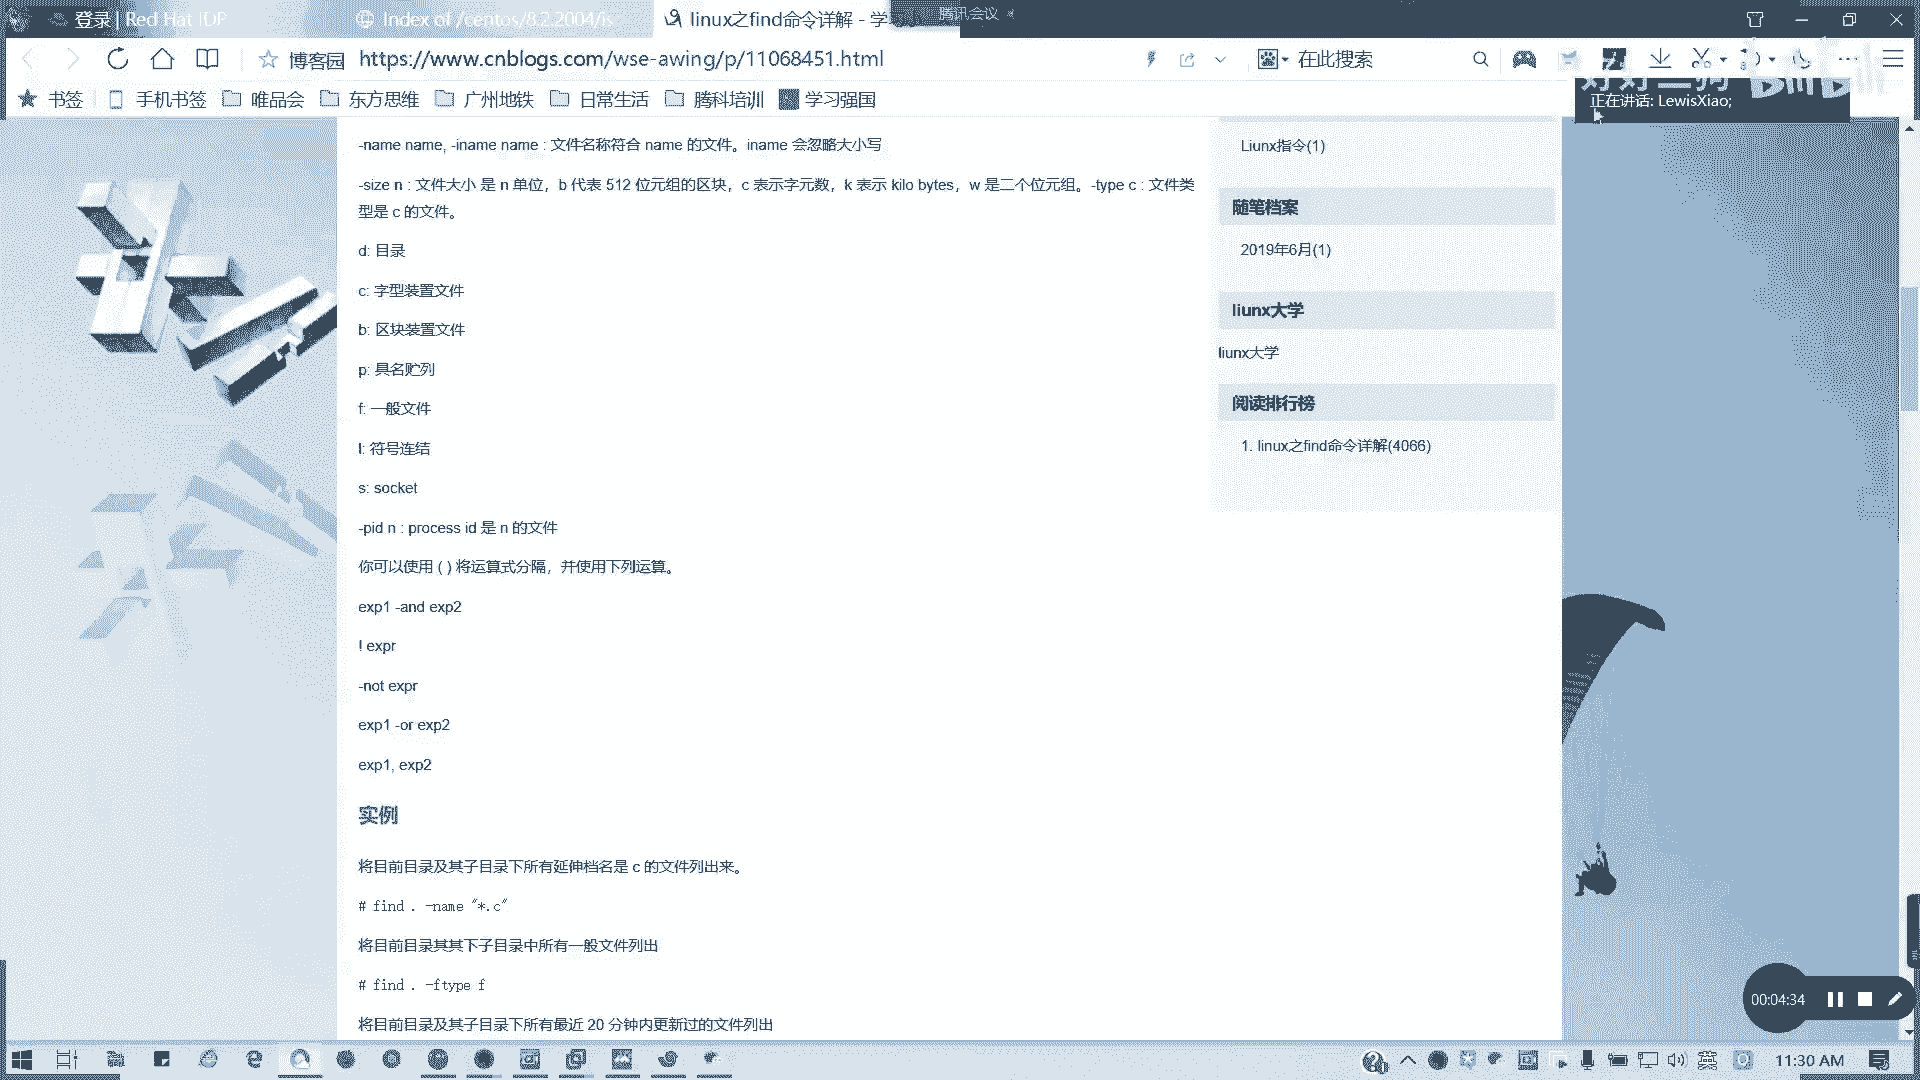 登录 | Red Hat IDP
Index of /centos/8.2.2004/is
linux之find命令详解 - 学
腾讯会议
博客园
https://www.cnblogs.com/wse-awing/p/11068451.html
在此搜索
书签
手机书签
唯品会
东方思维
广州地铁
日常生活
腾科培训
学习强国
正在讲话: LewisXiao;
-name name, -iname name : 文件名称符合 name 的文件。iname 会忽略大小写
-size n : 文件大小 是 n 单位，b 代表 512 位元组的区块，c 表示字元数，k 表示 kilo bytes，w 是二个位元组。-type c : 文件类
型是 c 的文件。
d: 目录
c: 字型装置文件
b: 区块装置文件
p: 具名贮列
f: 一般文件
l: 符号连结
s: socket
-pid n : process id 是 n 的文件
你可以使用 ( ) 将运算式分隔，并使用下列运算。
exp1 -and exp2
! expr
-not expr
exp1 -or exp2
exp1, exp2
实例
将目前目录及其子目录下所有延伸档名是 c 的文件列出来。
# find . -name "*.c"
将目前目录其其下子目录中所有一般文件列出
# find . -ftype f
将目前目录及其子目录下所有最近 20 分钟内更新过的文件列出
Liunx指令(1)
随笔档案
2019年6月(1)
liunx大学
liunx大学
阅读排行榜
1. linux之find命令详解(4066)
00:04:34
英
11:30 AM